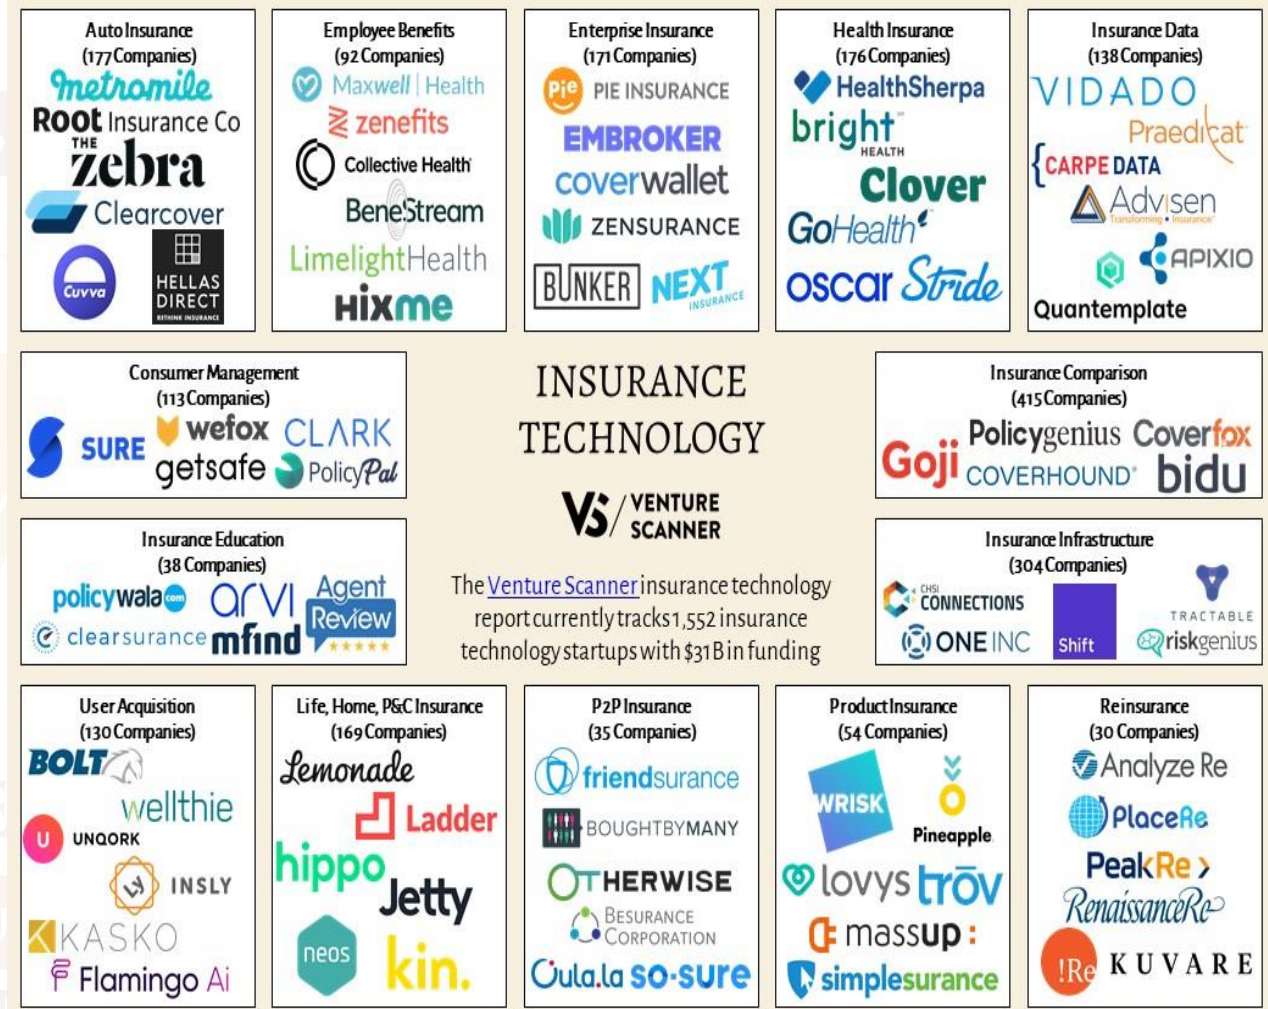 Auto Insurance
(177 Companies)
metromile
Root Insurance Co
THE
zebra
Clearcover
Cuvva
HELLAS
DIRECT
RETHINK INSURANCE
Employee Benefits
(92 Companies)
Maxwell | Health
zenefits
Collective Health
BeneStream
LimelightHealth
Hixme
Enterprise Insurance
(171 Companies)
Pie PIE INSURANCE
EMBROKER
coverwallet
ZENSURANCE
BUNKER
NEXT
INSURANCE
Health Insurance
(176 Companies)
HealthSherpa
bright
HEALTH
Clover
GoHealth
oscar Stride
Insurance Data
(138 Companies)
VIDADO
Praedicat
CARPE DATA
Advisen
Transforming Insurance
APIXIO
Quantemplate
Consumer Management
(113 Companies)
SURE
wefox
CLARK
getsafe
PolicyPal
INSURANCE
TECHNOLOGY
VS / VENTURE
SCANNER
The Venture Scanner insurance technology
report currently tracks 1,552 insurance
technology startups with $31B in funding
Insurance Comparison
(415 Companies)
Goji
Policygenius Coverfox
COVERHOUND
bidu
Insurance Education
(38 Companies)
policywala.com
arvi
Agent
Review
clearsurance
mfind
Insurance Infrastructure
(304 Companies)
CHSI
CONNECTIONS
ONE INC
Shift
TRACTABLE
riskgenius
User Acquisition
(130 Companies)
BOLT
wellthie
U UNQORK
Ly INSLY
KASKO
Flamingo Ai
Life, Home, P&C Insurance
(169 Companies)
Lemonade
Ladder
hippo
Jetty
neos
kin.
P2P Insurance
(35 Companies)
friendsurance
BOUGHTBYMANY
OTHERWISE
BESURANCE
CORPORATION
Oula.la so-sure
Product Insurance
(54 Companies)
WRISK
Pineapple
lovys trōv
massup:
simplesurance
Reinsurance
(30 Companies)
Analyze Re
PlaceRe
PeakRe
RenaissanceRe
!Re KUVARE